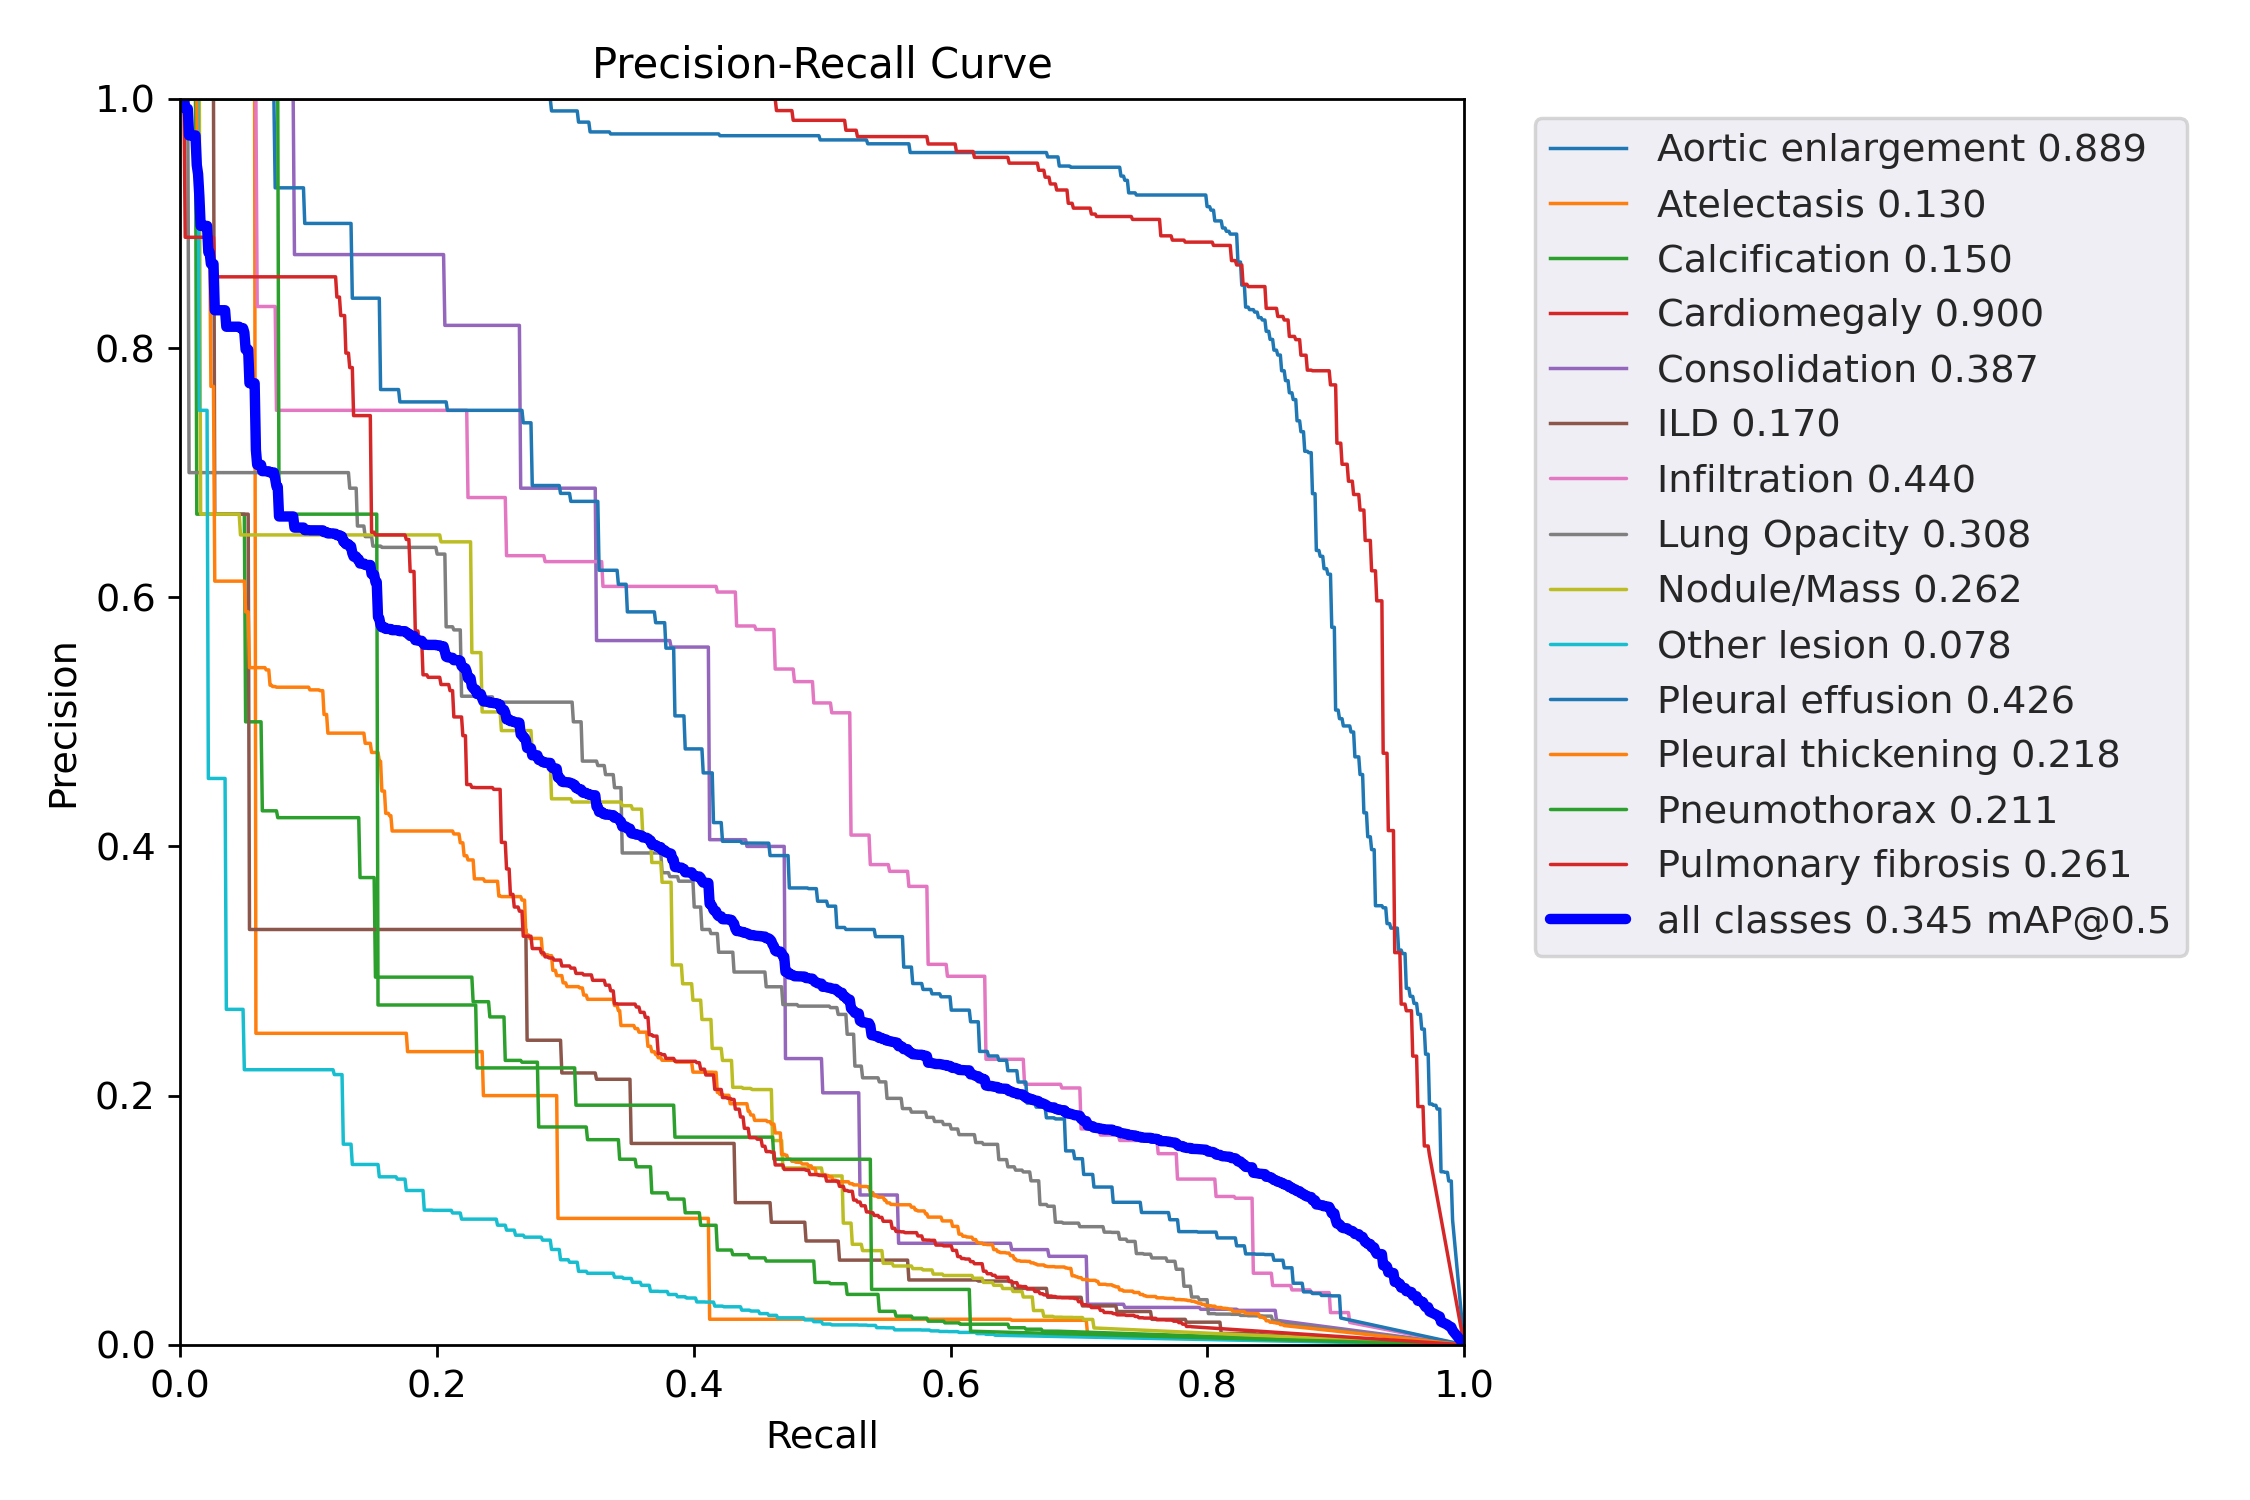 Precision-Recall Curve
1.0
0.8
0.6
0.4
0.2
0.0
Precision
0.0 0.2 0.4 0.6 0.8 1.0
Recall
Aortic enlargement 0.889
Atelectasis 0.130
Calcification 0.150
Cardiomegaly 0.900
Consolidation 0.387
ILD 0.170
Infiltration 0.440
Lung Opacity 0.308
Nodule/Mass 0.262
Other lesion 0.078
Pleural effusion 0.426
Pleural thickening 0.218
Pneumothorax 0.211
Pulmonary fibrosis 0.261
all classes 0.345 mAP@0.5